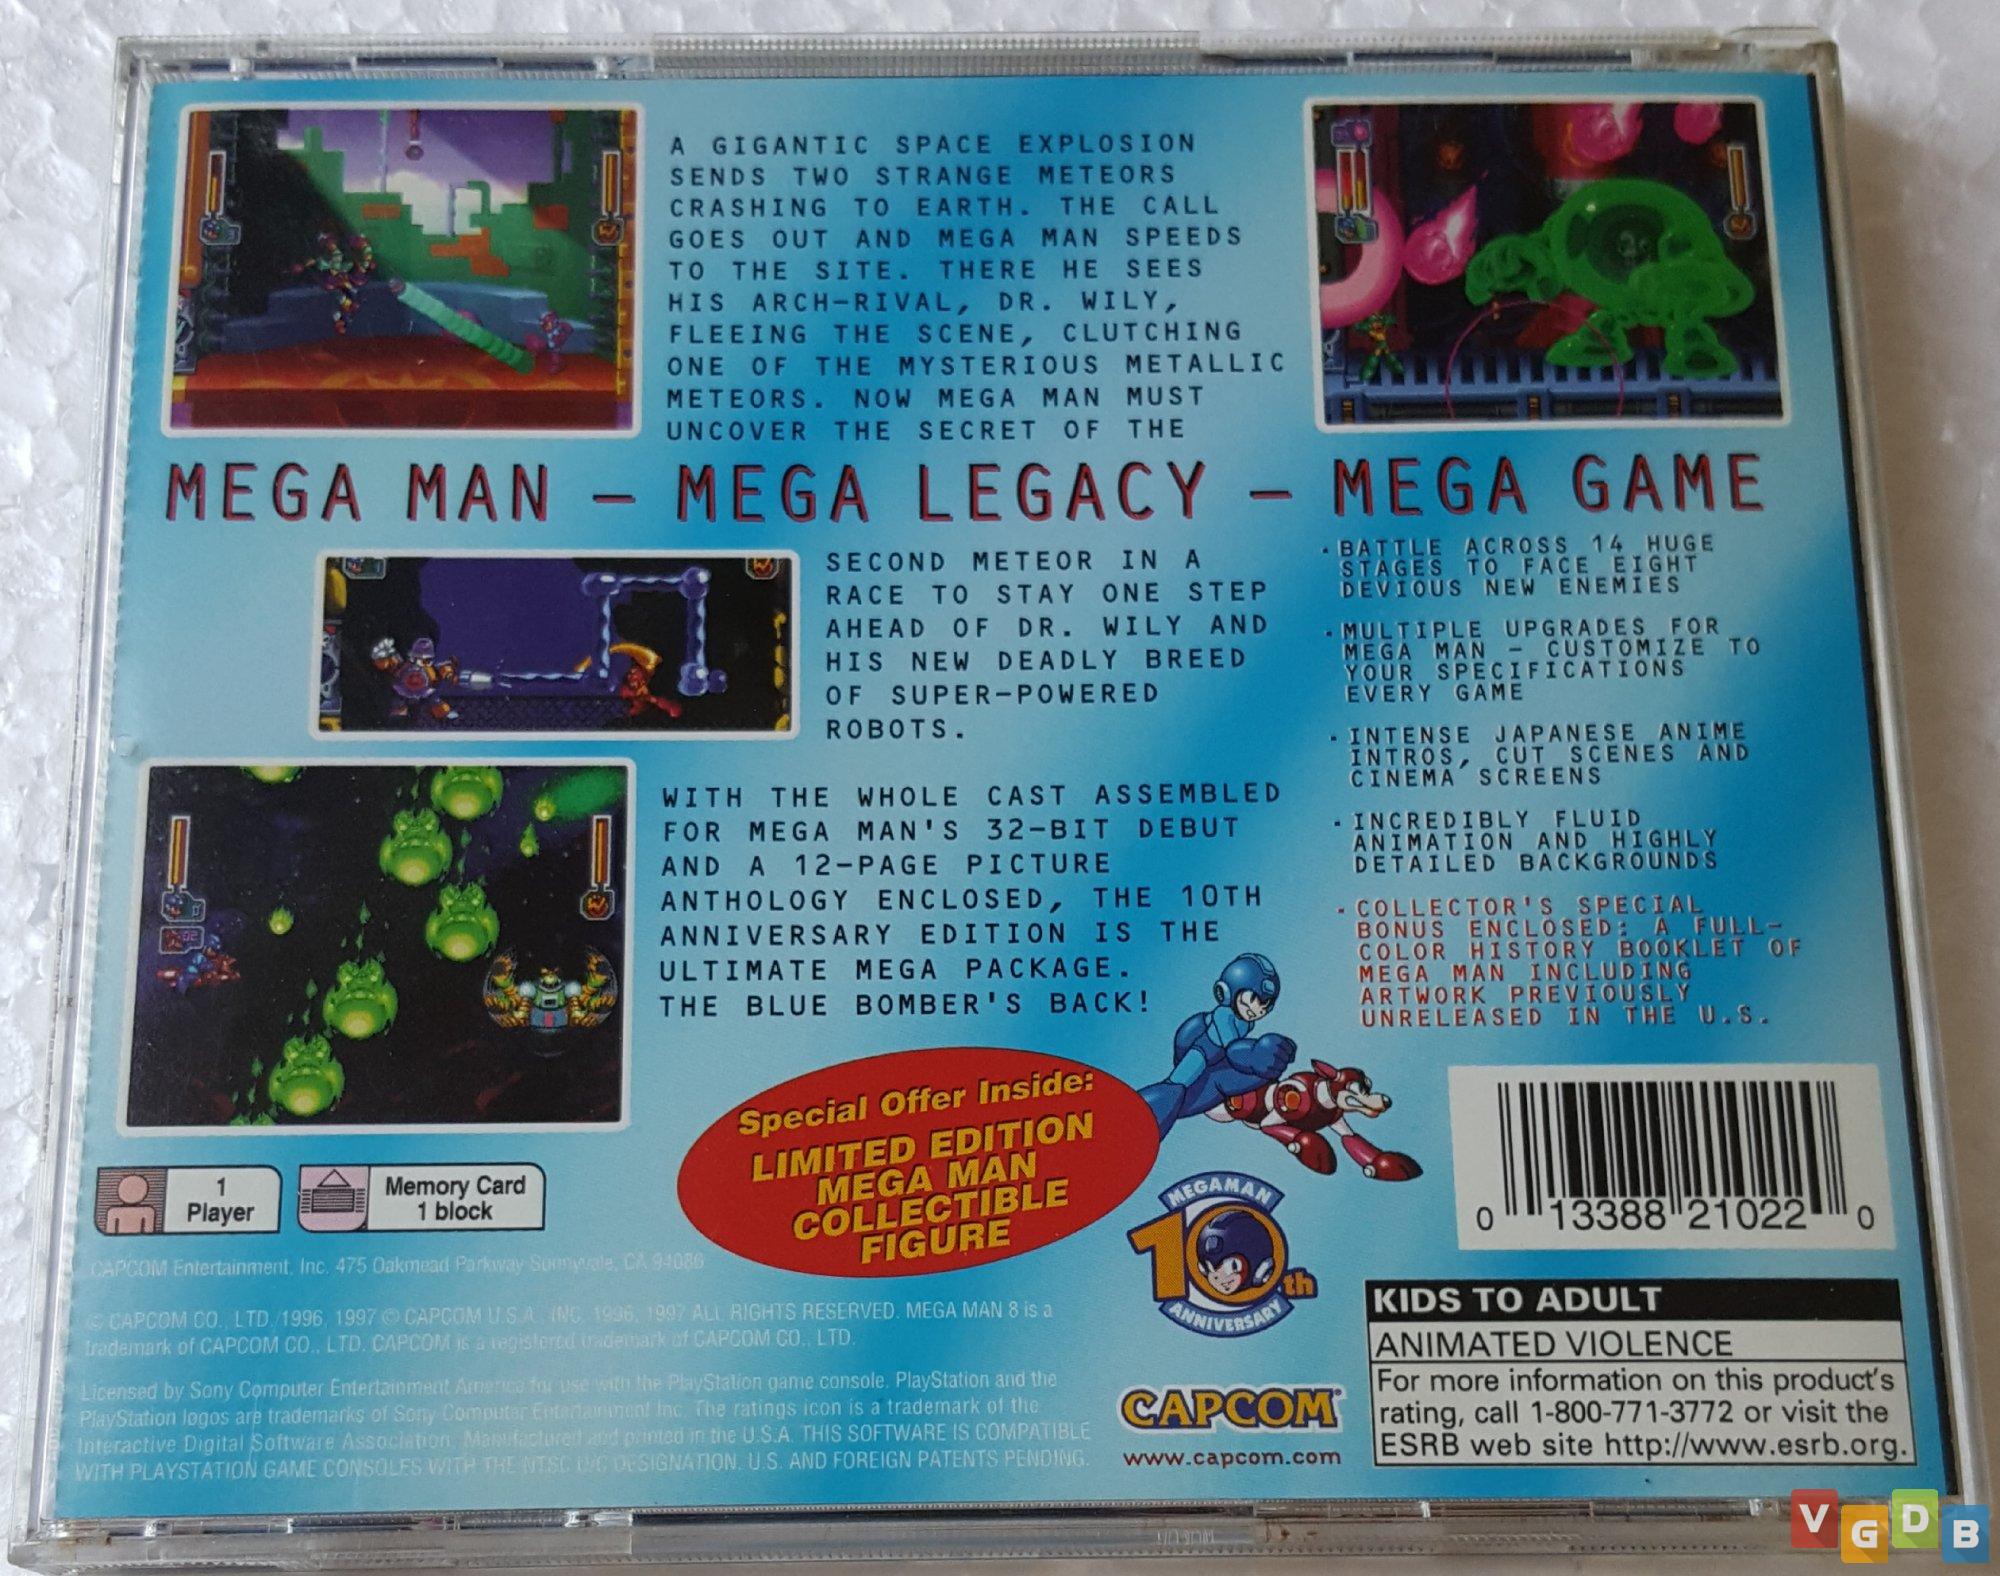 A GIGANTIC SPACE EXPLOSION
SENDS TWO STRANGE METEORS
CRASHING TO EARTH. THE CALL
GOES OUT AND MEGA MAN SPEEDS
TO THE SITE. THERE HE SEES
HIS ARCH-RIVAL, DR. WILY,
FLEEING THE SCENE, CLUTCHING
ONE OF THE MYSTERIOUS METALLIC
METEORS. NOW MEGA MAN MUST
UNCOVER THE SECRET OF THE
MEGA MAN – MEGA LEGACY – MEGA GAME
SECOND METEOR IN A
RACE TO STAY ONE STEP
AHEAD OF DR. WILY AND
HIS NEW DEADLY BREED
OF SUPER-POWERED
ROBOTS.
WITH THE WHOLE CAST ASSEMBLED
FOR MEGA MAN'S 32-BIT DEBUT
AND A 12-PAGE PICTURE
ANTHOLOGY ENCLOSED, THE 10TH
ANNIVERSARY EDITION IS THE
ULTIMATE MEGA PACKAGE.
THE BLUE BOMBER'S BACK!
· BATTLE ACROSS 14 HUGE
STAGES TO FACE EIGHT
DEVIOUS NEW ENEMIES
· MULTIPLE UPGRADES FOR
MEGA MAN – CUSTOMIZE TO
YOUR SPECIFICATIONS
EVERY GAME
· INTENSE JAPANESE ANIME
INTROS, CUT SCENES AND
CINEMA SCREENS
· INCREDIBLY FLUID
ANIMATION AND HIGHLY
DETAILED BACKGROUNDS
· COLLECTOR'S SPECIAL
BONUS ENCLOSED: A FULL-
COLOR HISTORY BOOKLET OF
MEGA MAN INCLUDING
ARTWORK PREVIOUSLY
UNRELEASED IN THE U.S.
Special Offer Inside:
LIMITED EDITION
MEGA MAN
COLLECTIBLE
FIGURE
1
Player
Memory Card
1 block
MEGAMAN
10th
ANNIVERSARY
0 13388 21022 0
CAPCOM Entertainment, Inc. 475 Oakmead Parkway Sunnyvale, CA 94086
© CAPCOM CO., LTD. 1996, 1997 © CAPCOM U.S.A. INC. 1996, 1997 ALL RIGHTS RESERVED. MEGA MAN 8 is a
trademark of CAPCOM CO., LTD. CAPCOM is a registered trademark of CAPCOM CO., LTD.
Licensed by Sony Computer Entertainment America for use with the PlayStation game console. PlayStation and the
PlayStation logos are trademarks of Sony Computer Entertainment Inc. The ratings icon is a trademark of the
Interactive Digital Software Association. Manufactured and printed in the U.S.A. THIS SOFTWARE IS COMPATIBLE
WITH PLAYSTATION GAME CONSOLES WITH THE NTSC U/C DESIGNATION. U.S. AND FOREIGN PATENTS PENDING.
CAPCOM
www.capcom.com
KIDS TO ADULT
ANIMATED VIOLENCE
For more information on this product's
rating, call 1-800-771-3772 or visit the
ESRB web site http://www.esrb.org.
VGDB